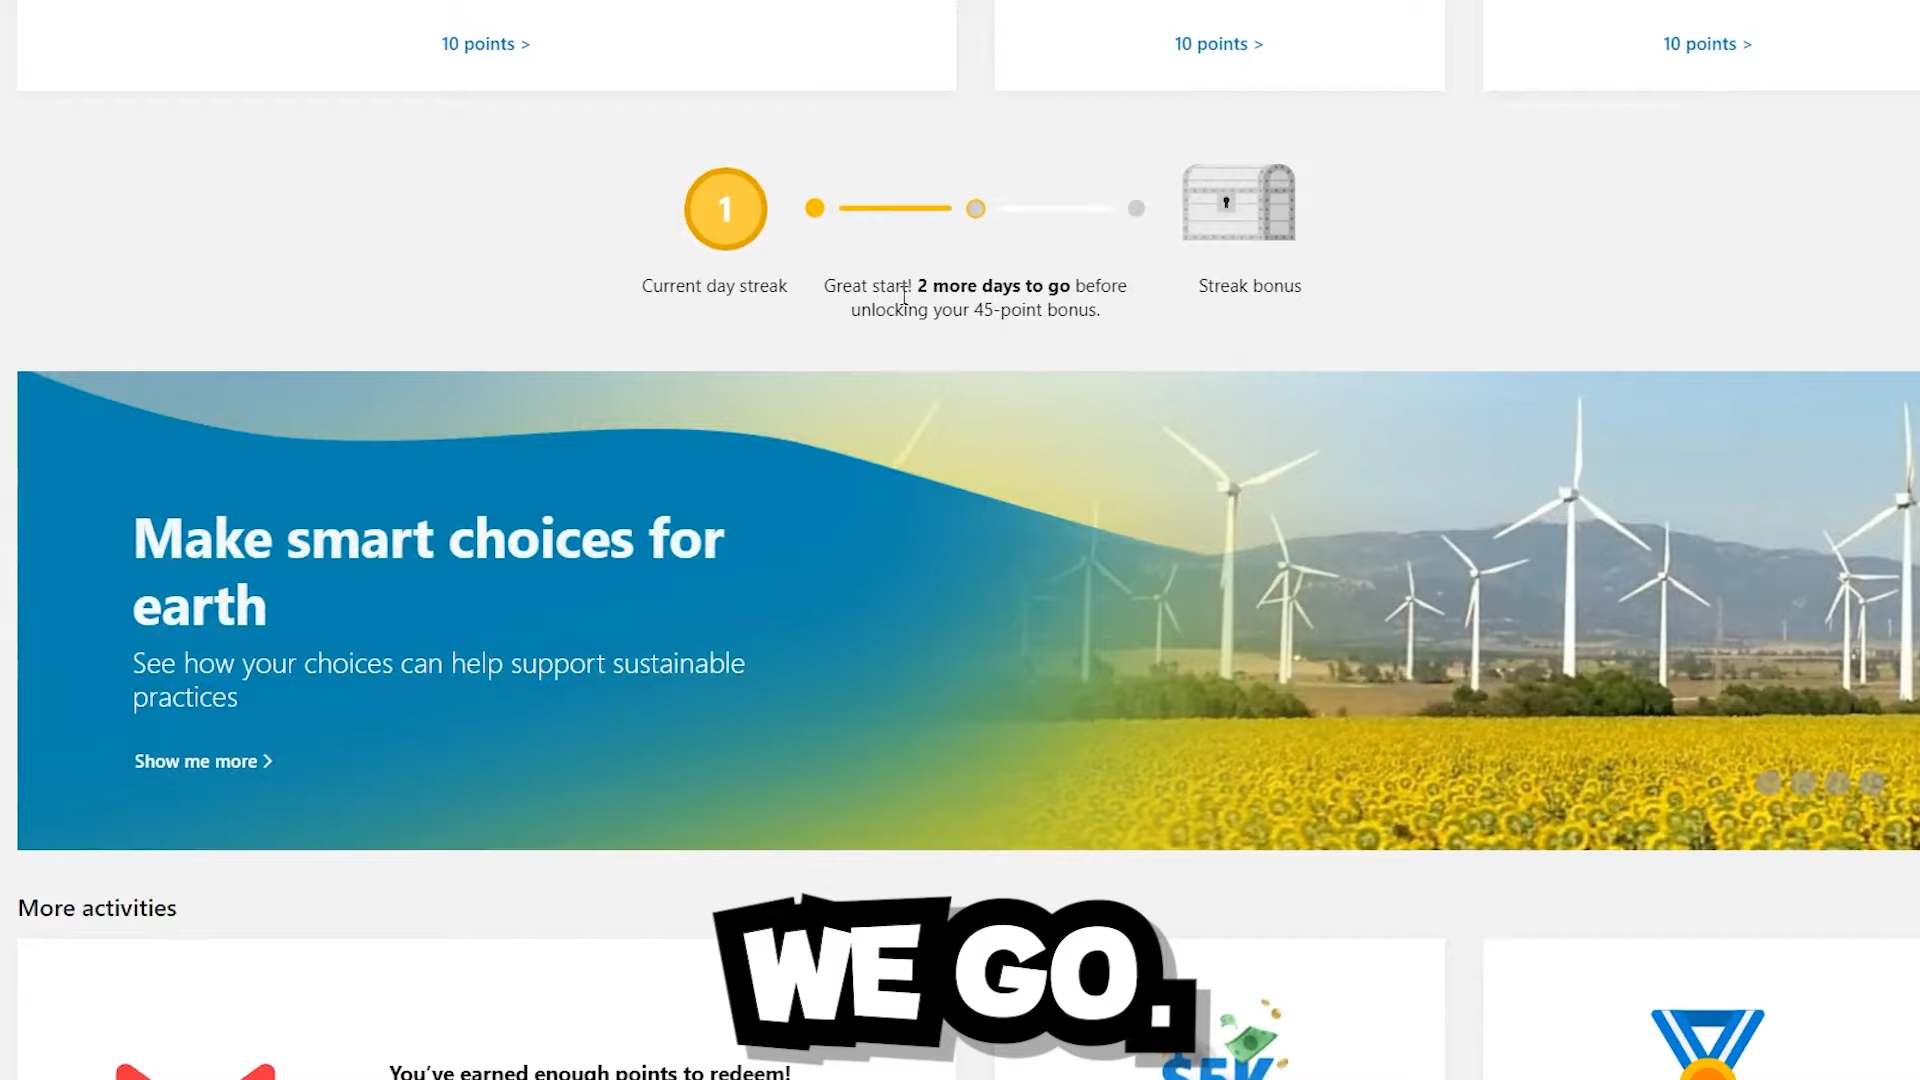 10 points >
10 points >
10 points >
1
Current day streak
Great start! 2 more days to go before
unlocking your 45-point bonus.
Streak bonus
Make smart choices for
earth
See how your choices can help support sustainable
practices
Show me more >
More activities
WE GO.
$5K
You've earned enough points to redeem!